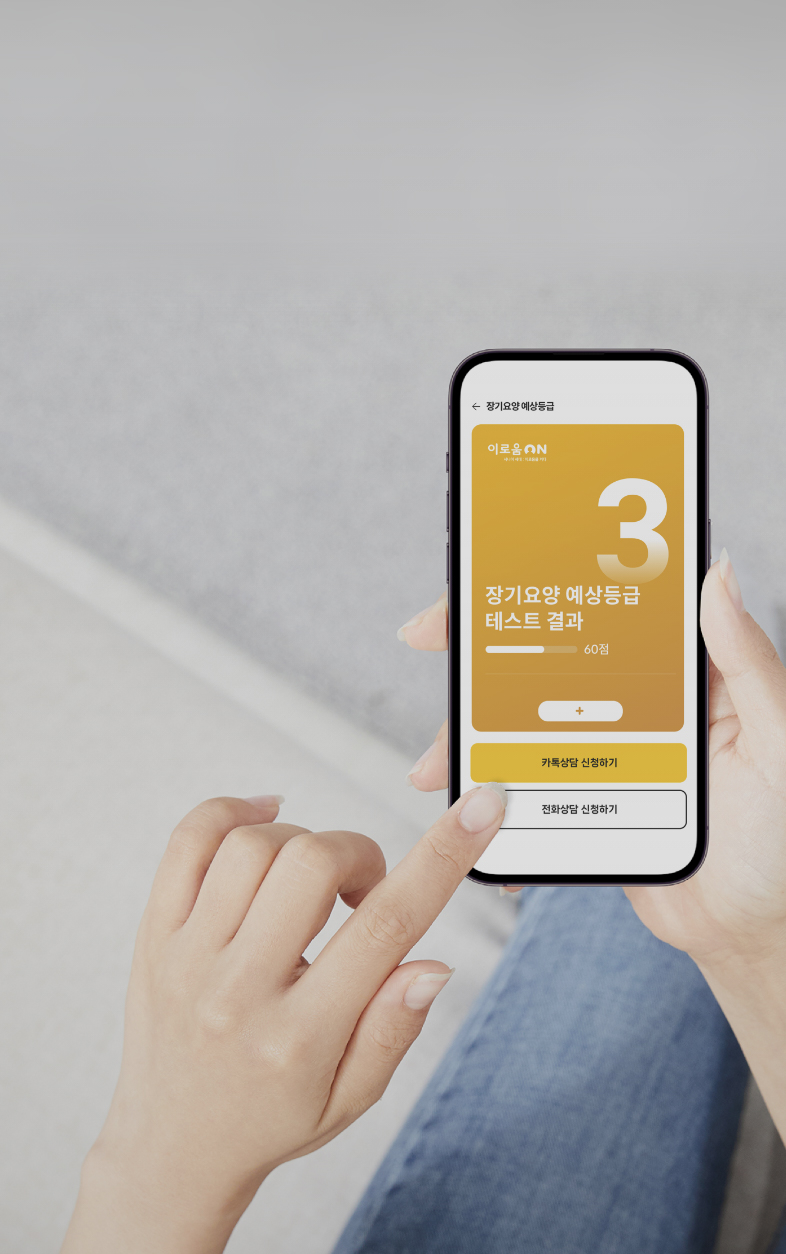 ← 장기요양 예상등급
이로움ON
3
장기요양 예상등급
테스트 결과
60점
+
카톡상담 신청하기
전화상담 신청하기